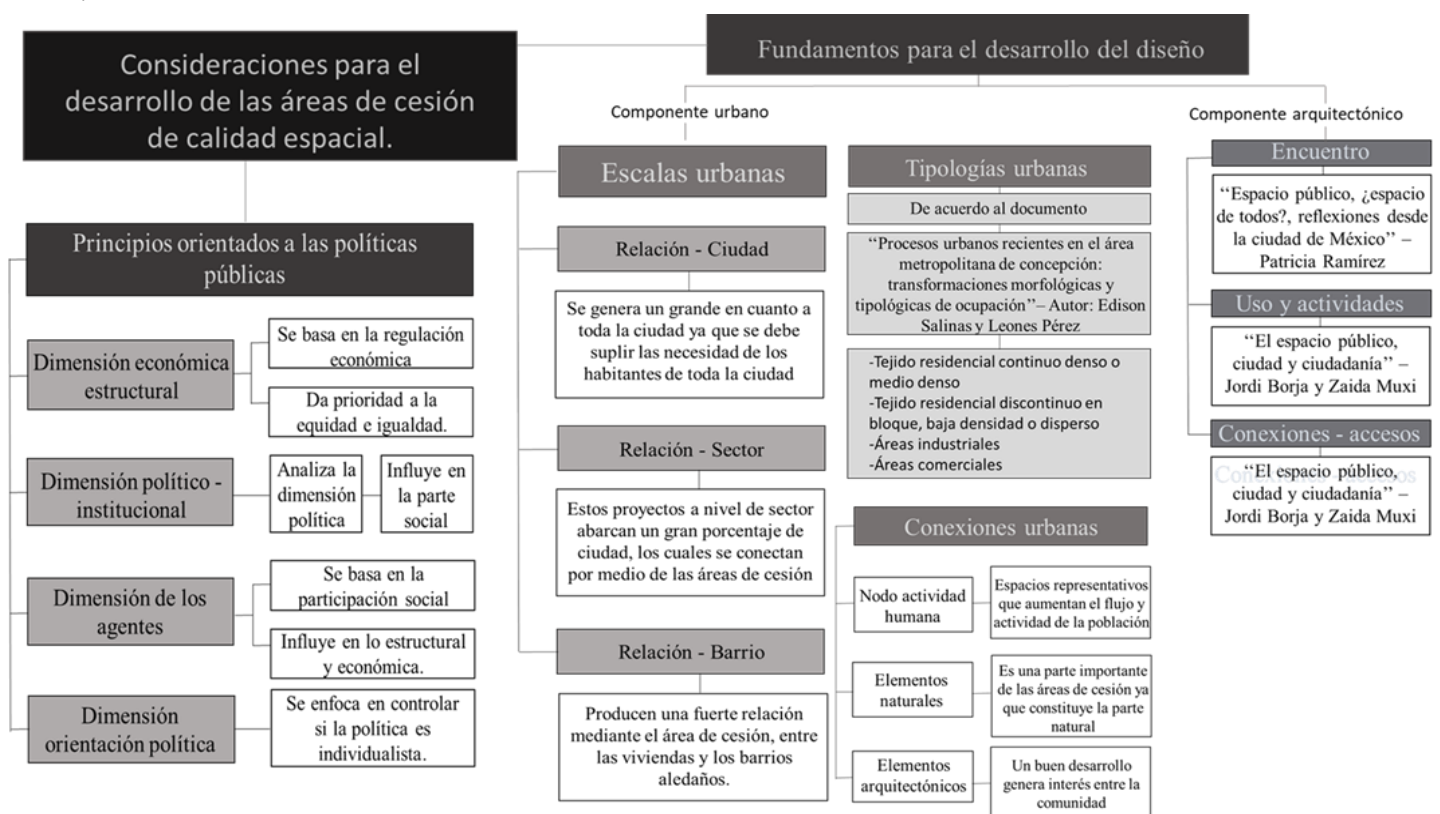 Consideraciones para el
desarrollo de las áreas de cesión
de calidad espacial.
Principios orientados a las políticas
públicas
Dimensión económica
estructural
Se basa en la regulación
económica
Da prioridad a la
equidad e igualdad.
Dimensión político -
institucional
Analiza la
dimensión
política
Influye en
la parte
social
Dimensión de los
agentes
Se basa en la
participación social
Influye en lo estructural
y económica.
Dimensión
orientación política
Se enfoca en controlar
si la política es
individualista.
Fundamentos para el desarrollo del diseño
Componente urbano
Escalas urbanas
Relación - Ciudad
Se genera un grande en cuanto a
toda la ciudad ya que se debe
suplir las necesidad de los
habitantes de toda la ciudad
Relación - Sector
Estos proyectos a nivel de sector
abarcan un gran porcentaje de
ciudad, los cuales se conectan
por medio de las áreas de cesión
Relación - Barrio
Producen una fuerte relación
mediante el área de cesión, entre
las viviendas y los barrios
aledaños.
Tipologías urbanas
De acuerdo al documento
‘‘Procesos urbanos recientes en el área
metropolitana de concepción:
transformaciones morfológicas y
tipológicas de ocupación’’– Autor: Edison
Salinas y Leones Pérez
-Tejido residencial continuo denso o
medio denso
-Tejido residencial discontinuo en
bloque, baja densidad o disperso
-Áreas industriales
-Áreas comerciales
Conexiones urbanas
Nodo actividad
humana
Espacios representativos
que aumentan el flujo y
actividad de la población
Elementos
naturales
Es una parte importante
de las áreas de cesión ya
que constituye la parte
natural
Elementos
arquitectónicos
Un buen desarrollo
genera interés entre la
comunidad
Componente arquitectónico
Encuentro
‘‘Espacio público, ¿espacio
de todos?, reflexiones desde
la ciudad de México’’ –
Patricia Ramírez
Uso y actividades
‘‘El espacio público,
ciudad y ciudadanía’’ –
Jordi Borja y Zaida Muxi
Conexiones - accesos
Conexiones - accesos
‘‘El espacio público,
ciudad y ciudadanía’’ –
Jordi Borja y Zaida Muxi